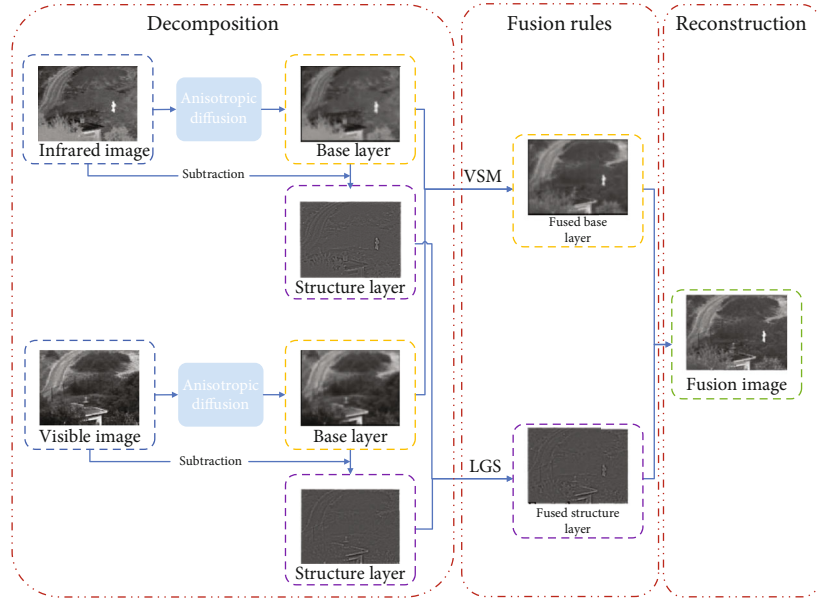 Decomposition
Fusion rules
Reconstruction
Anisotropic
diffusion
Infrared image
Base layer
Subtraction
VSM
Fused base
layer
Structure layer
Anisotropic
diffusion
Fusion image
Visible image
Base layer
Subtraction
LGS
Fused structure
layer
Structure layer